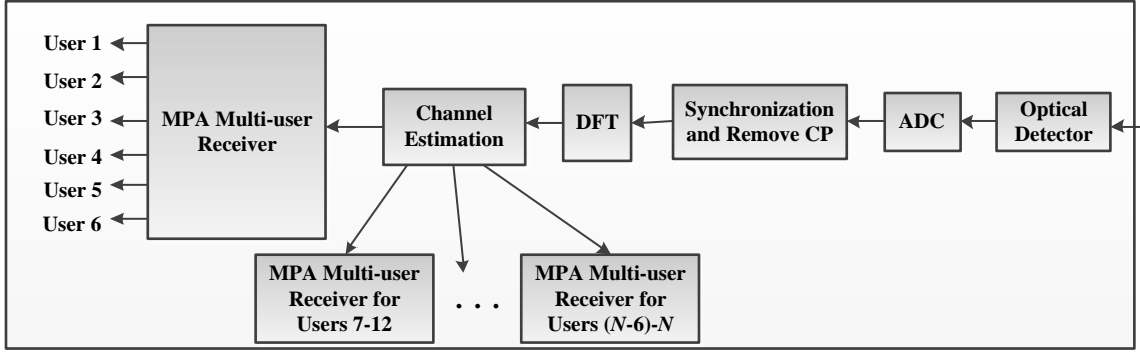 User 1
User 2
User 3
User 4
User 5
User 6
MPA Multi-user
Receiver
Channel
Estimation
DFT
Synchronization
and Remove CP
ADC
Optical
Detector
MPA Multi-user
Receiver for
Users 7-12
. . .
MPA Multi-user
Receiver for
Users (N-6)-N